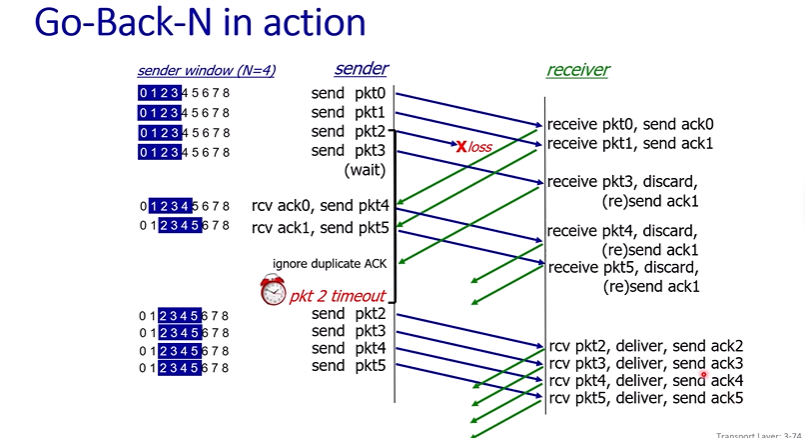 Go-Back-N in action
sender window (N=4)
sender
receiver
0 1 2 3 4 5 6 7 8
send pkt0
0 1 2 3 4 5 6 7 8
send pkt1
0 1 2 3 4 5 6 7 8
send pkt2
0 1 2 3 4 5 6 7 8
send pkt3
(wait)
X loss
receive pkt0, send ack0
receive pkt1, send ack1
receive pkt3, discard,
(re)send ack1
0 1 2 3 4 5 6 7 8
rcv ack0, send pkt4
0 1 2 3 4 5 6 7 8
rcv ack1, send pkt5
receive pkt4, discard,
(re)send ack1
receive pkt5, discard,
(re)send ack1
ignore duplicate ACK
pkt 2 timeout
0 1 2 3 4 5 6 7 8
send pkt2
0 1 2 3 4 5 6 7 8
send pkt3
0 1 2 3 4 5 6 7 8
send pkt4
0 1 2 3 4 5 6 7 8
send pkt5
rcv pkt2, deliver, send ack2
rcv pkt3, deliver, send ack3
rcv pkt4, deliver, send ack4
rcv pkt5, deliver, send ack5
Transport Layer: 3-74